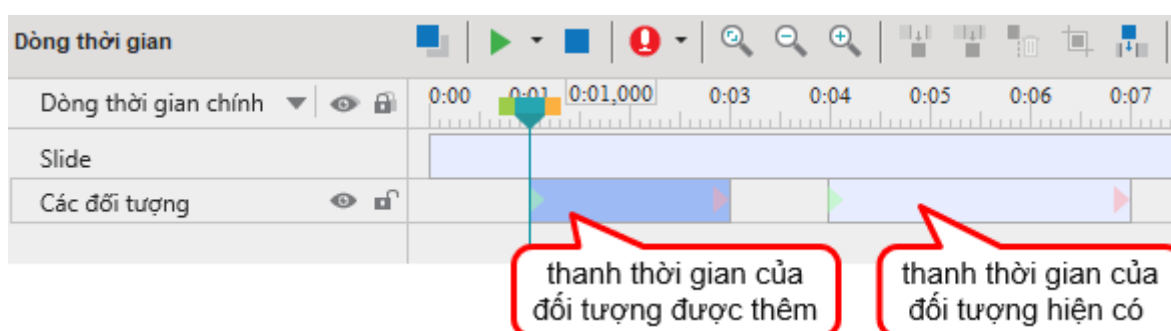 Dòng thời gian
Dòng thời gian chính
0:00 0:01 0:01,000 0:03 0:04 0:05 0:06 0:07
Slide
Các đối tượng
thanh thời gian của
đối tượng được thêm
thanh thời gian của
đối tượng hiện có